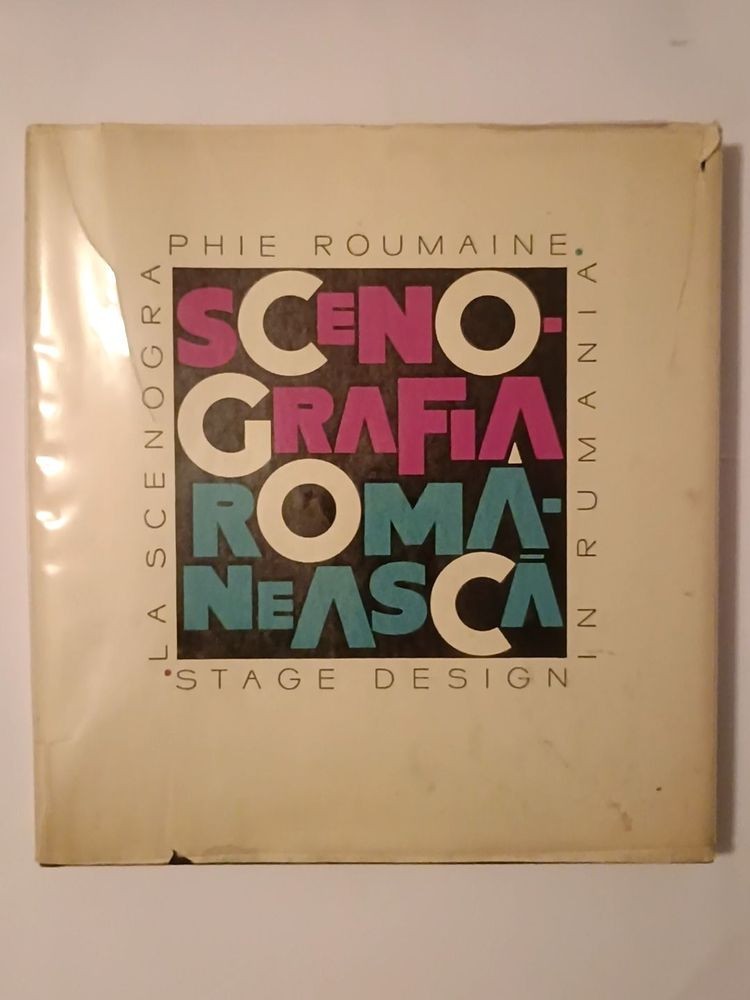 LA SCENOGRA
PHIE ROUMAINE.
SCENO-
GRAFIA
ROMÂ-
NEASCĂ
•STAGE DESIGN
IN RUMANIA